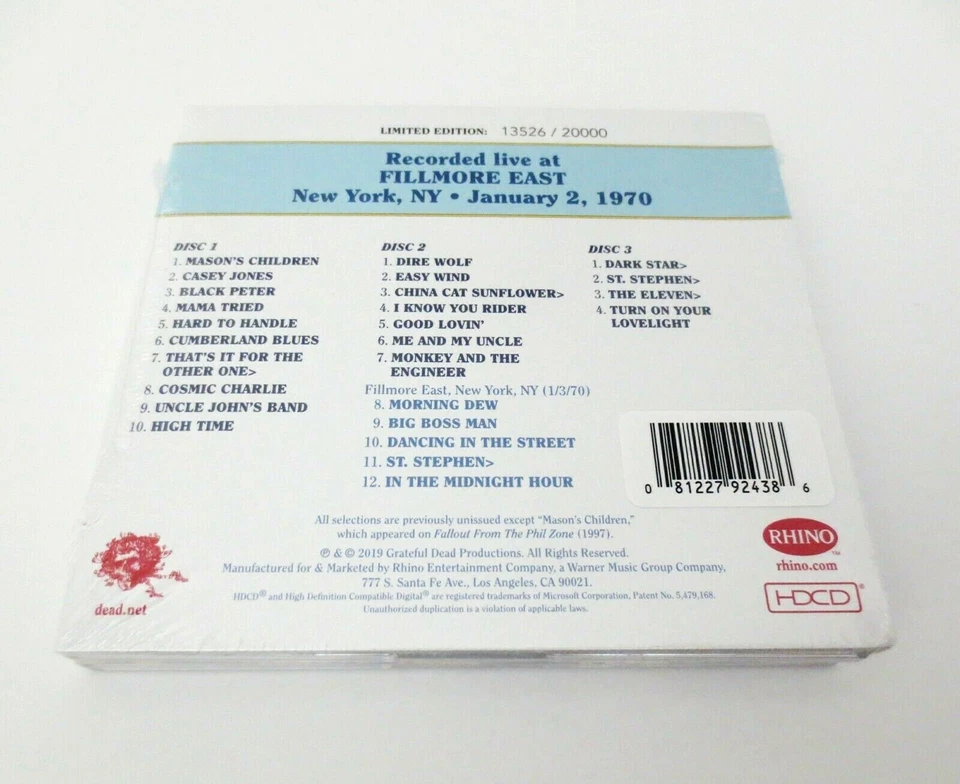 LIMITED EDITION: 13526 / 20000
Recorded live at
FILLMORE EAST
New York, NY • January 2, 1970
DISC 1
1. MASON'S CHILDREN
2. CASEY JONES
3. BLACK PETER
4. MAMA TRIED
5. HARD TO HANDLE
6. CUMBERLAND BLUES
7. THAT'S IT FOR THE
OTHER ONE>
8. COSMIC CHARLIE
9. UNCLE JOHN'S BAND
10. HIGH TIME
DISC 2
1. DIRE WOLF
2. EASY WIND
3. CHINA CAT SUNFLOWER>
4. I KNOW YOU RIDER
5. GOOD LOVIN'
6. ME AND MY UNCLE
7. MONKEY AND THE
ENGINEER
Fillmore East, New York, NY (1/3/70)
8. MORNING DEW
9. BIG BOSS MAN
10. DANCING IN THE STREET
11. ST. STEPHEN>
12. IN THE MIDNIGHT HOUR
DISC 3
1. DARK STAR>
2. ST. STEPHEN>
3. THE ELEVEN>
4. TURN ON YOUR
LOVELIGHT
0 81227 92438 6
All selections are previously unissued except "Mason's Children,"
which appeared on Fallout From The Phil Zone (1997).
℗ & © 2019 Grateful Dead Productions. All Rights Reserved.
Manufactured for & Marketed by Rhino Entertainment Company, a Warner Music Group Company,
777 S. Santa Fe Ave., Los Angeles, CA 90021.
HDCD® and High Definition Compatible Digital® are registered trademarks of Microsoft Corporation, Patent No. 5,479,168.
Unauthorized duplication is a violation of applicable laws.
dead.net
RHINO™
rhino.com
HDCD®